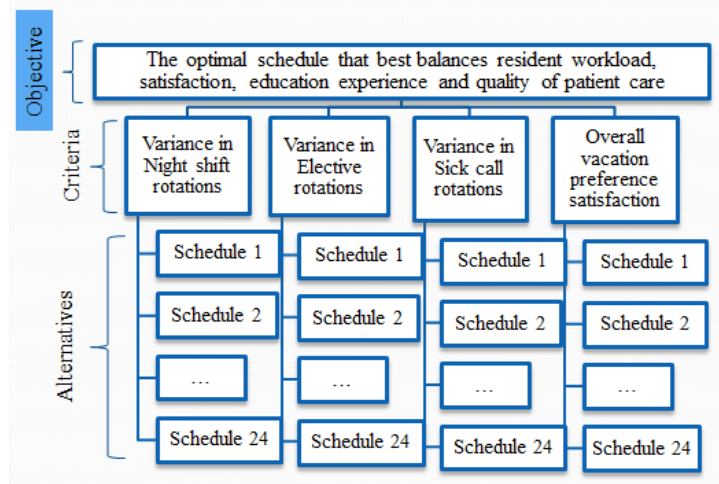 Objective
The optimal schedule that best balances resident workload,
satisfaction, education experience and quality of patient care
Criteria
Variance in
Night shift
rotations
Variance in
Elective
rotations
Variance in
Sick call
rotations
Overall
vacation
preference
satisfaction
Alternatives
Schedule 1
Schedule 1
Schedule 1
Schedule 1
Schedule 2
Schedule 2
Schedule 2
Schedule 2
...
...
...
...
Schedule 24
Schedule 24
Schedule 24
Schedule 24